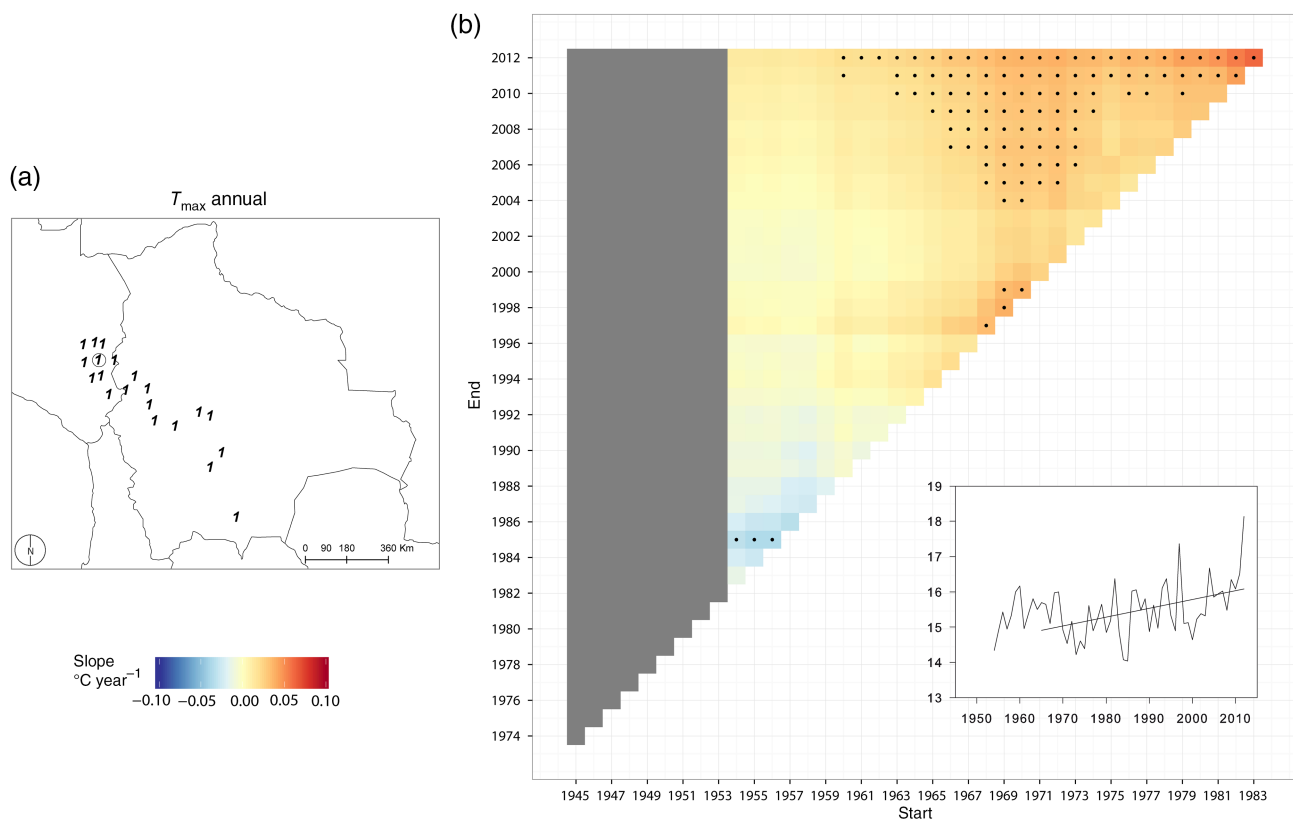 (b)
2012
2010
2008
2006
2004
2002
2000
1998
1996
1994
1992
1990
1988
1986
1984
1982
1980
1978
1976
1974
End
1945 1947 1949 1951 1953 1955 1957 1959 1961 1963 1965 1967 1969 1971 1973 1975 1977 1979 1981 1983
Start
(a)
Tmax annual
1 1 1
1 1 1
1 1 1
1 1 1
1 1 1
1 1
1
1
1
N
0 90 180 360 Km
Slope
°C year−1
−0.10 −0.05 0.00 0.05 0.10
19
18
17
16
15
14
13
1950 1960 1970 1980 1990 2000 2010